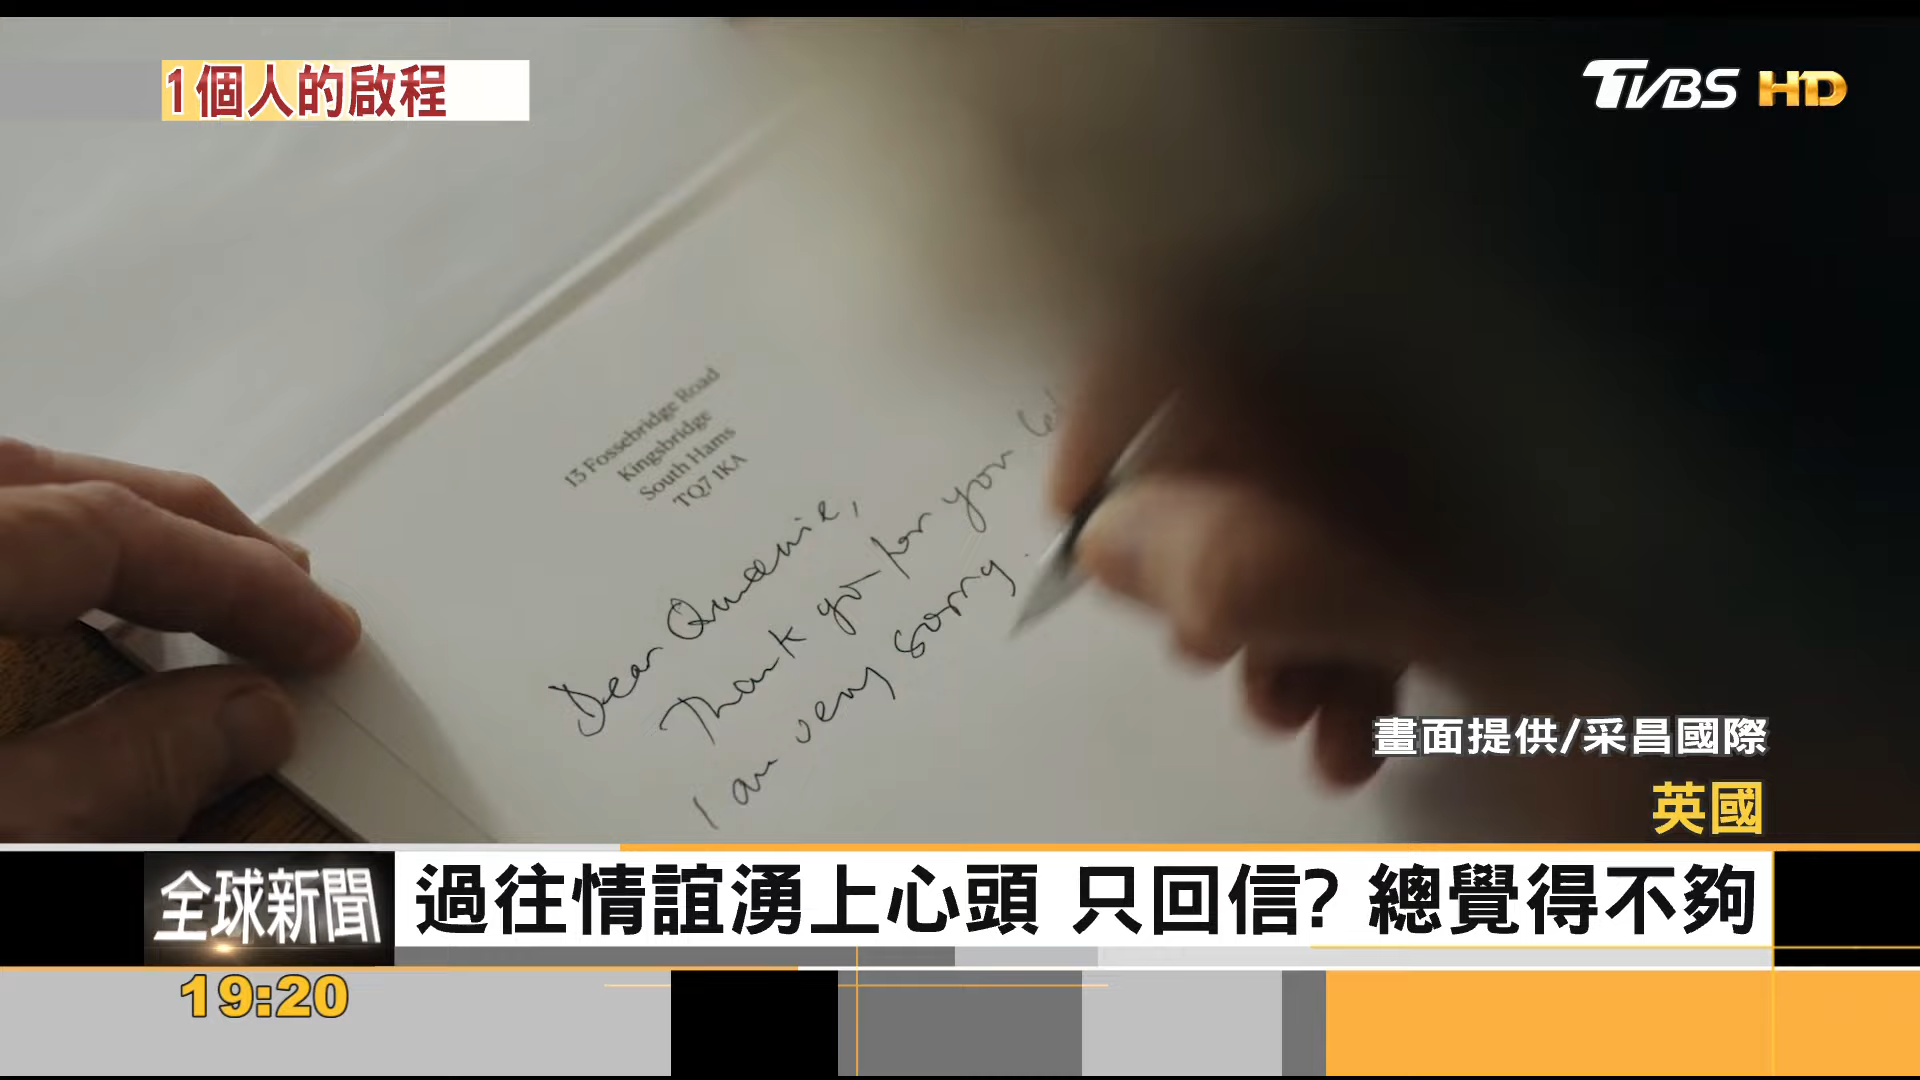 1個人的啟程
TVBS HD
13 Fossebridge Road
Kingsbridge
South Hams
TQ7 1KA
Dear Queenie,
Thank you for your
I am very sorry.
畫面提供/采昌國際
英國
全球新聞
過往情誼湧上心頭 只回信? 總覺得不夠
19:20